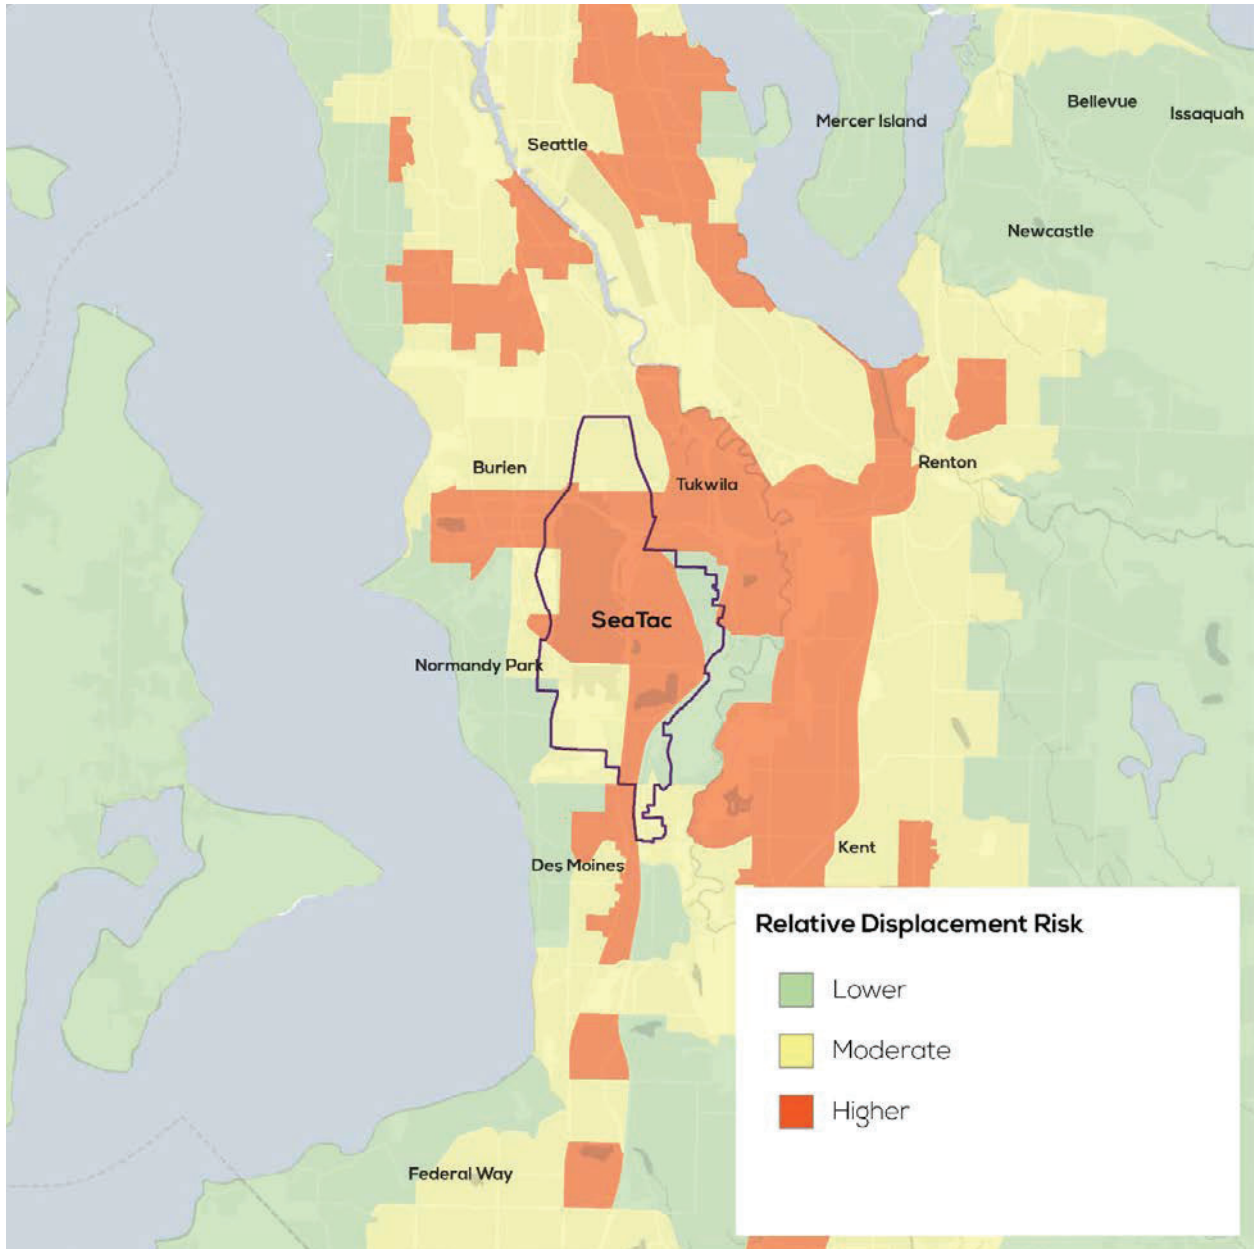 Bellevue
Issaquah
Mercer Island
Seattle
Newcastle
Renton
Burien
Tukwila
SeaTac
Normandy Park
Kent
Des Moines
Federal Way
Relative Displacement Risk
Lower
Moderate
Higher